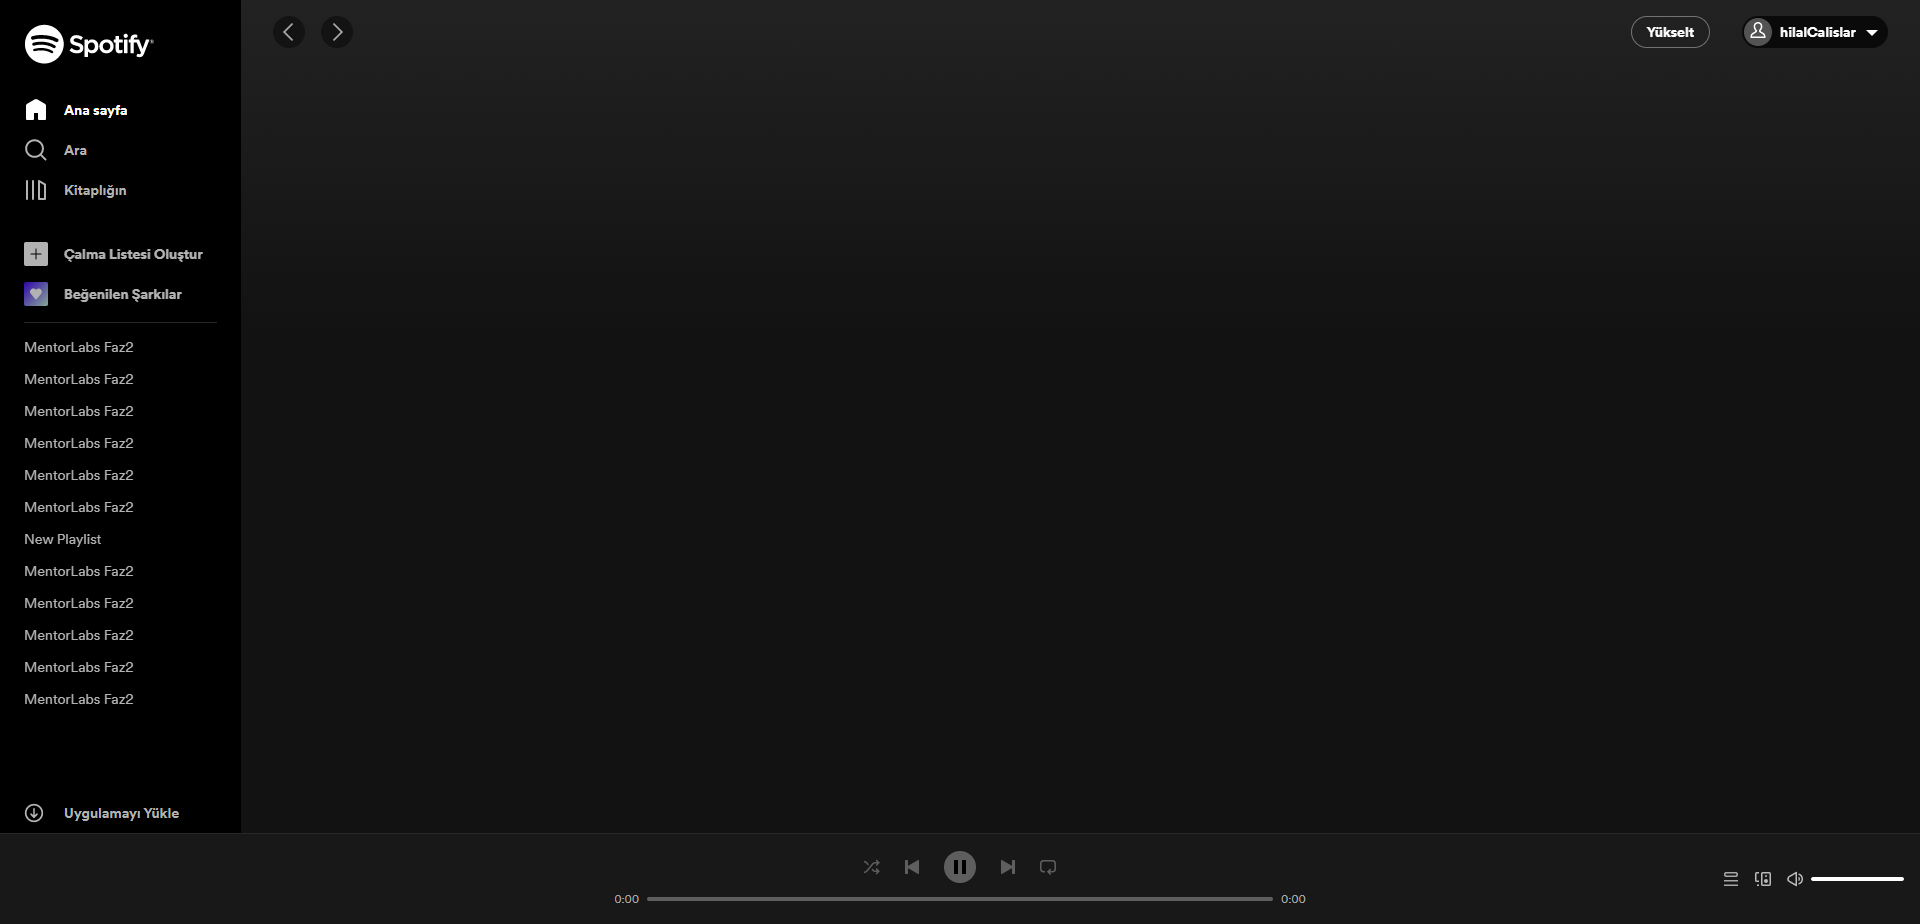 Spotify
Yükselt
hilalCalislar
Ana sayfa
Ara
Kitaplığın
Çalma Listesi Oluştur
Beğenilen Şarkılar
MentorLabs Faz2
MentorLabs Faz2
MentorLabs Faz2
MentorLabs Faz2
MentorLabs Faz2
MentorLabs Faz2
New Playlist
MentorLabs Faz2
MentorLabs Faz2
MentorLabs Faz2
MentorLabs Faz2
MentorLabs Faz2
Uygulamayı Yükle
0:00
0:00